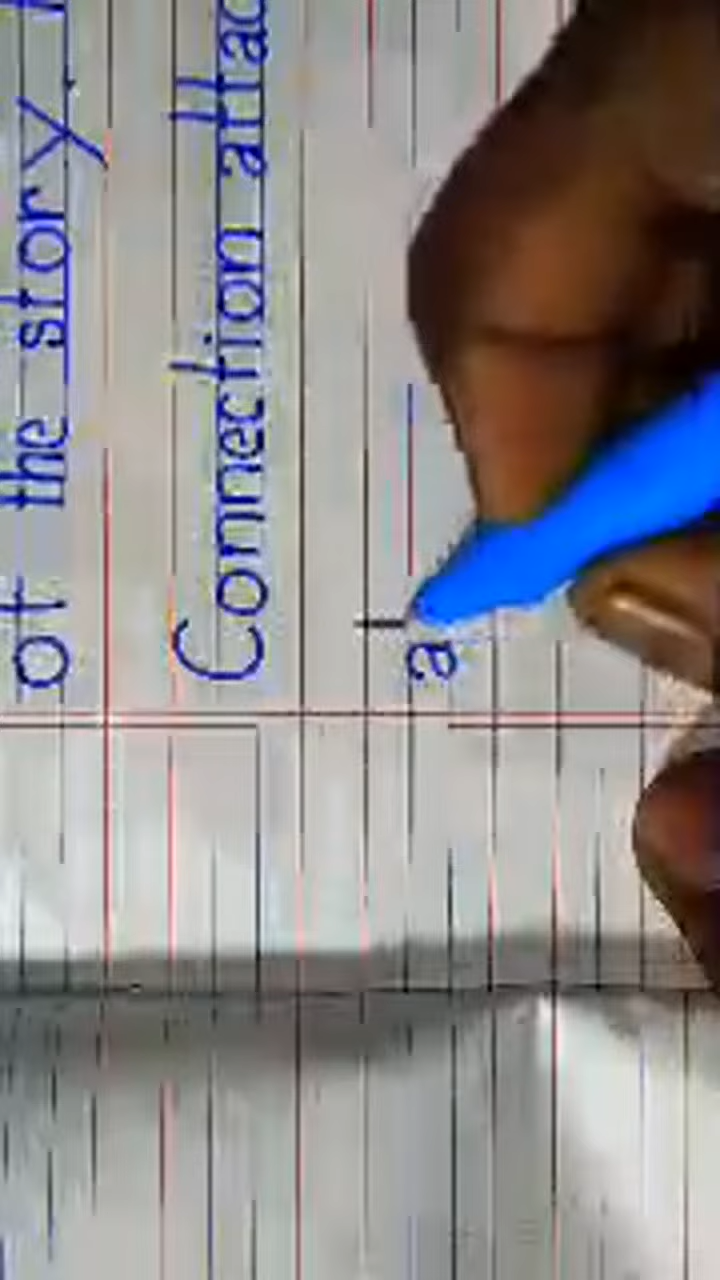 of the story.
Connection attac
a